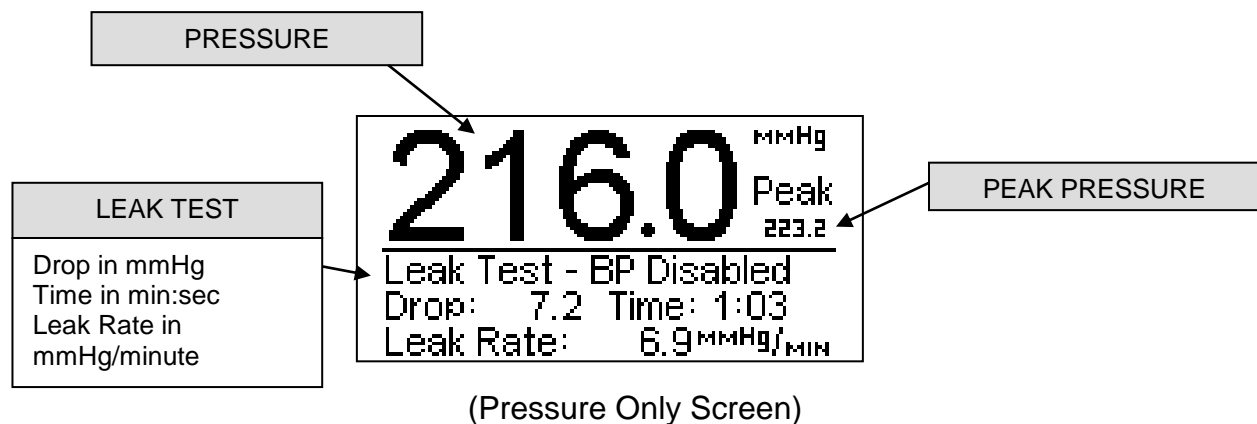 PRESSURE
216.0 MMHg
Peak
223.2
PEAK PRESSURE
LEAK TEST
Drop in mmHg
Time in min:sec
Leak Rate in
mmHg/minute
Leak Test - BP Disabled
Drop: 7.2 Time: 1:03
Leak Rate: 6.9 MMHg/MIN
(Pressure Only Screen)